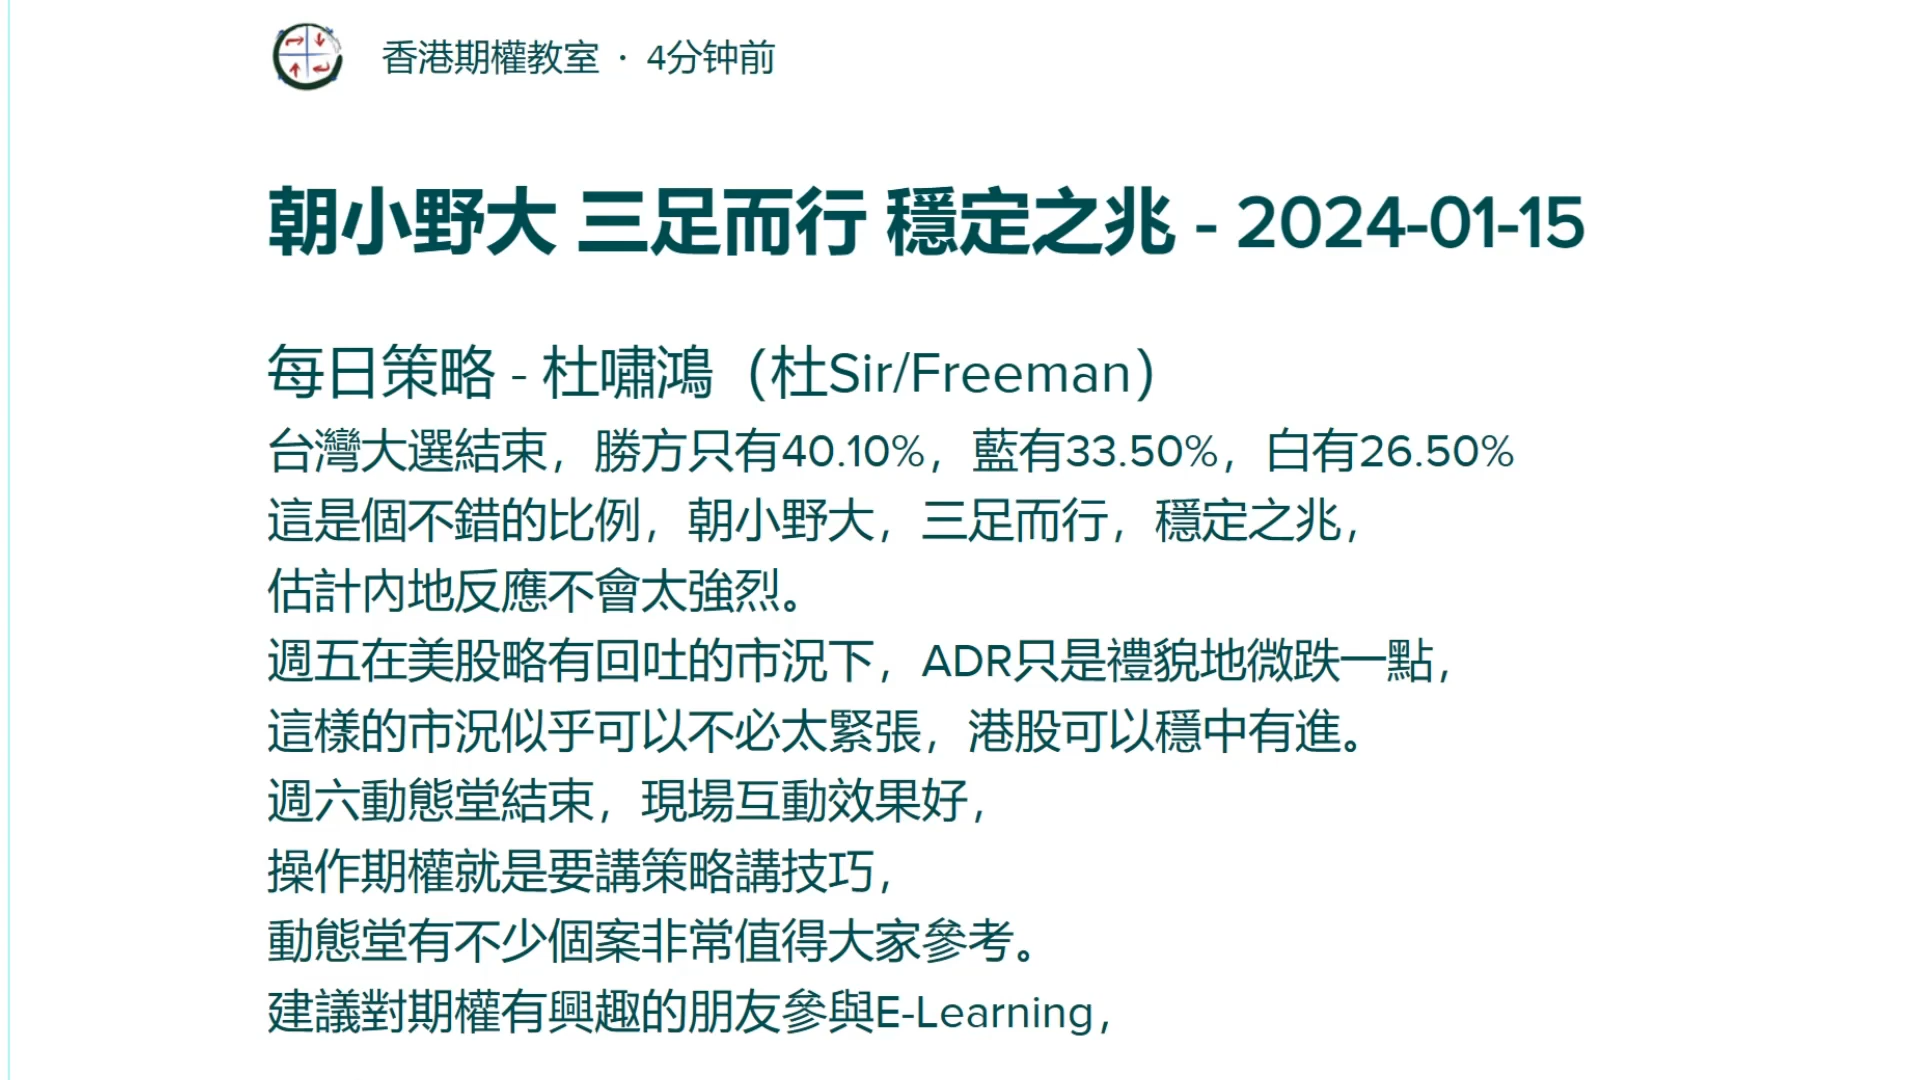 香港期權教室 · 4分钟前
朝小野大 三足而行 穩定之兆 - 2024-01-15
每日策略 - 杜嘯鴻（杜Sir/Freeman）
台灣大選結束，勝方只有40.10%，藍有33.50%，白有26.50%
這是個不錯的比例，朝小野大，三足而行，穩定之兆，
估計內地反應不會太強烈。
週五在美股略有回吐的市況下，ADR只是禮貌地微跌一點，
這樣的市況似乎可以不必太緊張，港股可以穩中有進。
週六動態堂結束，現場互動效果好，
操作期權就是要講策略講技巧，
動態堂有不少個案非常值得大家參考。
建議對期權有興趣的朋友參與E-Learning，